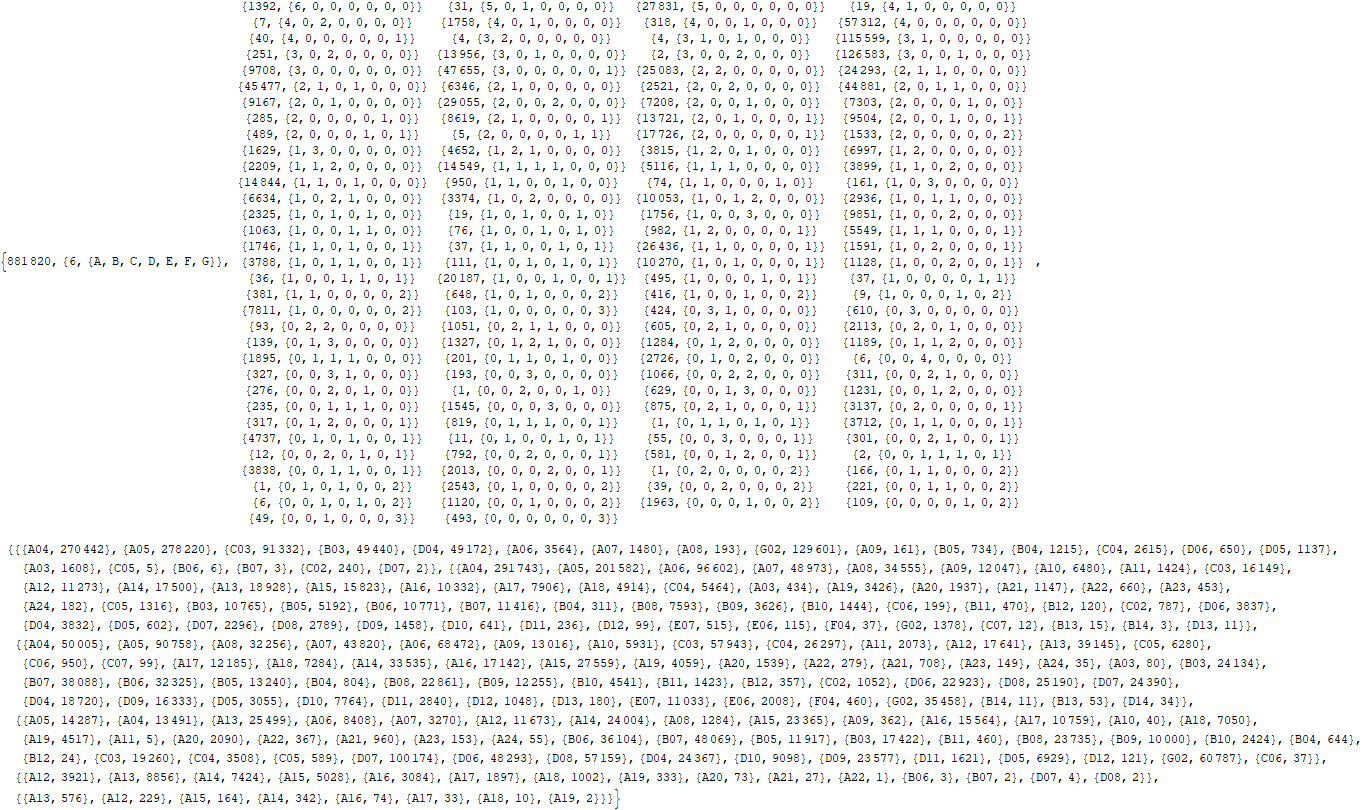 {1392, {6, 0, 0, 0, 0, 0, 0}} {31, {5, 0, 1, 0, 0, 0, 0}} {27 831, {5, 0, 0, 0, 0, 0, 0}} {19, {4, 1, 0, 0, 0, 0, 0}}
{7, {4, 0, 2, 0, 0, 0, 0}} {1758, {4, 0, 1, 0, 0, 0, 0}} {318, {4, 0, 0, 1, 0, 0, 0}} {57 312, {4, 0, 0, 0, 0, 0, 0}}
{40, {4, 0, 0, 0, 0, 0, 1}} {4, {3, 2, 0, 0, 0, 0, 0}} {4, {3, 1, 0, 1, 0, 0, 0}} {115 599, {3, 1, 0, 0, 0, 0, 0}}
{251, {3, 0, 2, 0, 0, 0, 0}} {13 956, {3, 0, 1, 0, 0, 0, 0}} {2, {3, 0, 0, 2, 0, 0, 0}} {126 583, {3, 0, 0, 1, 0, 0, 0}}
{9708, {3, 0, 0, 0, 0, 0, 0}} {47 655, {3, 0, 0, 0, 0, 0, 1}} {25 083, {2, 2, 0, 0, 0, 0, 0}} {24 293, {2, 1, 1, 0, 0, 0, 0}}
{45 477, {2, 1, 0, 1, 0, 0, 0}} {6346, {2, 1, 0, 0, 0, 0, 0}} {2521, {2, 0, 2, 0, 0, 0, 0}} {44 881, {2, 0, 1, 1, 0, 0, 0}}
{9167, {2, 0, 1, 0, 0, 0, 0}} {29 055, {2, 0, 0, 2, 0, 0, 0}} {7208, {2, 0, 0, 1, 0, 0, 0}} {7303, {2, 0, 0, 0, 1, 0, 0}}
{285, {2, 0, 0, 0, 0, 1, 0}} {8619, {2, 1, 0, 0, 0, 0, 1}} {13 721, {2, 0, 1, 0, 0, 0, 1}} {9504, {2, 0, 0, 1, 0, 0, 1}}
{489, {2, 0, 0, 0, 1, 0, 1}} {5, {2, 0, 0, 0, 0, 1, 1}} {17 726, {2, 0, 0, 0, 0, 0, 1}} {1533, {2, 0, 0, 0, 0, 0, 2}}
{1629, {1, 3, 0, 0, 0, 0, 0}} {4652, {1, 2, 1, 0, 0, 0, 0}} {3815, {1, 2, 0, 1, 0, 0, 0}} {6997, {1, 2, 0, 0, 0, 0, 0}}
{2209, {1, 1, 2, 0, 0, 0, 0}} {14 549, {1, 1, 1, 1, 0, 0, 0}} {5116, {1, 1, 1, 0, 0, 0, 0}} {3899, {1, 1, 0, 2, 0, 0, 0}}
{14 844, {1, 1, 0, 1, 0, 0, 0}} {950, {1, 1, 0, 0, 1, 0, 0}} {74, {1, 1, 0, 0, 0, 1, 0}} {161, {1, 0, 3, 0, 0, 0, 0}}
{6634, {1, 0, 2, 1, 0, 0, 0}} {3374, {1, 0, 2, 0, 0, 0, 0}} {10 053, {1, 0, 1, 2, 0, 0, 0}} {2936, {1, 0, 1, 1, 0, 0, 0}}
{2325, {1, 0, 1, 0, 1, 0, 0}} {19, {1, 0, 1, 0, 0, 1, 0}} {1756, {1, 0, 0, 3, 0, 0, 0}} {9851, {1, 0, 0, 2, 0, 0, 0}}
{1063, {1, 0, 0, 1, 1, 0, 0}} {76, {1, 0, 0, 1, 0, 1, 0}} {982, {1, 2, 0, 0, 0, 0, 1}} {5549, {1, 1, 1, 0, 0, 0, 1}}
{1746, {1, 1, 0, 1, 0, 0, 1}} {37, {1, 1, 0, 0, 1, 0, 1}} {26 436, {1, 1, 0, 0, 0, 0, 1}} {1591, {1, 0, 2, 0, 0, 0, 1}}
{881 820, {6, {A, B, C, D, E, F, G}}, {3788, {1, 0, 1, 1, 0, 0, 1}} {111, {1, 0, 1, 0, 1, 0, 1}} {10 270, {1, 0, 1, 0, 0, 0, 1}} {1128, {1, 0, 0, 2, 0, 0, 1}} ,
{36, {1, 0, 0, 1, 1, 0, 1}} {20 187, {1, 0, 0, 1, 0, 0, 1}} {495, {1, 0, 0, 0, 1, 0, 1}} {37, {1, 0, 0, 0, 0, 1, 1}}
{381, {1, 1, 0, 0, 0, 0, 2}} {648, {1, 0, 1, 0, 0, 0, 2}} {416, {1, 0, 0, 1, 0, 0, 2}} {9, {1, 0, 0, 0, 1, 0, 2}}
{7811, {1, 0, 0, 0, 0, 0, 2}} {103, {1, 0, 0, 0, 0, 0, 3}} {424, {0, 3, 1, 0, 0, 0, 0}} {610, {0, 3, 0, 0, 0, 0, 0}}
{93, {0, 2, 2, 0, 0, 0, 0}} {1051, {0, 2, 1, 1, 0, 0, 0}} {605, {0, 2, 1, 0, 0, 0, 0}} {2113, {0, 2, 0, 1, 0, 0, 0}}
{139, {0, 1, 3, 0, 0, 0, 0}} {1327, {0, 1, 2, 1, 0, 0, 0}} {1284, {0, 1, 2, 0, 0, 0, 0}} {1189, {0, 1, 1, 2, 0, 0, 0}}
{1895, {0, 1, 1, 1, 0, 0, 0}} {201, {0, 1, 1, 0, 1, 0, 0}} {2726, {0, 1, 0, 2, 0, 0, 0}} {6, {0, 0, 4, 0, 0, 0, 0}}
{327, {0, 0, 3, 1, 0, 0, 0}} {193, {0, 0, 3, 0, 0, 0, 0}} {1066, {0, 0, 2, 2, 0, 0, 0}} {311, {0, 0, 2, 1, 0, 0, 0}}
{276, {0, 0, 2, 0, 1, 0, 0}} {1, {0, 0, 2, 0, 0, 1, 0}} {629, {0, 0, 1, 3, 0, 0, 0}} {1231, {0, 0, 1, 2, 0, 0, 0}}
{235, {0, 0, 1, 1, 1, 0, 0}} {1545, {0, 0, 0, 3, 0, 0, 0}} {875, {0, 2, 1, 0, 0, 0, 1}} {3137, {0, 2, 0, 0, 0, 0, 1}}
{317, {0, 1, 2, 0, 0, 0, 1}} {819, {0, 1, 1, 1, 0, 0, 1}} {1, {0, 1, 1, 0, 1, 0, 1}} {3712, {0, 1, 1, 0, 0, 0, 1}}
{4737, {0, 1, 0, 1, 0, 0, 1}} {11, {0, 1, 0, 0, 1, 0, 1}} {55, {0, 0, 3, 0, 0, 0, 1}} {301, {0, 0, 2, 1, 0, 0, 1}}
{12, {0, 0, 2, 0, 1, 0, 1}} {792, {0, 0, 2, 0, 0, 0, 1}} {581, {0, 0, 1, 2, 0, 0, 1}} {2, {0, 0, 1, 1, 1, 0, 1}}
{3838, {0, 0, 1, 1, 0, 0, 1}} {2013, {0, 0, 0, 2, 0, 0, 1}} {1, {0, 2, 0, 0, 0, 0, 2}} {166, {0, 1, 1, 0, 0, 0, 2}}
{1, {0, 1, 0, 1, 0, 0, 2}} {2543, {0, 1, 0, 0, 0, 0, 2}} {39, {0, 0, 2, 0, 0, 0, 2}} {221, {0, 0, 1, 1, 0, 0, 2}}
{6, {0, 0, 1, 0, 1, 0, 2}} {1120, {0, 0, 1, 0, 0, 0, 2}} {1963, {0, 0, 0, 1, 0, 0, 2}} {109, {0, 0, 0, 0, 1, 0, 2}}
{49, {0, 0, 1, 0, 0, 0, 3}} {493, {0, 0, 0, 0, 0, 0, 3}}
{{{A04, 270 442}, {A05, 278 220}, {C03, 91 332}, {B03, 49 440}, {D04, 49 172}, {A06, 3564}, {A07, 1480}, {A08, 193}, {G02, 129 601}, {A09, 161}, {B05, 734}, {B04, 1215}, {C04, 2615}, {D06, 650}, {D05, 1137},
{A03, 1608}, {C05, 5}, {B06, 6}, {B07, 3}, {C02, 240}, {D07, 2}}, {{A04, 291 743}, {A05, 201 582}, {A06, 96 602}, {A07, 48 973}, {A08, 34 555}, {A09, 12 047}, {A10, 6480}, {A11, 1424}, {C03, 16 149},
{A12, 11 273}, {A14, 17 500}, {A13, 18 928}, {A15, 15 823}, {A16, 10 332}, {A17, 7906}, {A18, 4914}, {C04, 5464}, {A03, 434}, {A19, 3426}, {A20, 1937}, {A21, 1147}, {A22, 660}, {A23, 453},
{A24, 182}, {C05, 1316}, {B03, 10 765}, {B05, 5192}, {B06, 10 771}, {B07, 11 416}, {B04, 311}, {B08, 7593}, {B09, 3626}, {B10, 1444}, {C06, 199}, {B11, 470}, {B12, 120}, {C02, 787}, {D06, 3837},
{D04, 3832}, {D05, 602}, {D07, 2296}, {D08, 2789}, {D09, 1458}, {D10, 641}, {D11, 236}, {D12, 99}, {E07, 515}, {E06, 115}, {F04, 37}, {G02, 1378}, {C07, 12}, {B13, 15}, {B14, 3}, {D13, 11}},
{{A04, 50 005}, {A05, 90 758}, {A08, 32 256}, {A07, 43 820}, {A06, 68 472}, {A09, 13 016}, {A10, 5931}, {C03, 57 943}, {C04, 26 297}, {A11, 2073}, {A12, 17 641}, {A13, 39 145}, {C05, 6280},
{C06, 950}, {C07, 99}, {A17, 12 185}, {A18, 7284}, {A14, 33 535}, {A16, 17 142}, {A15, 27 559}, {A19, 4059}, {A20, 1539}, {A22, 279}, {A21, 708}, {A23, 149}, {A24, 35}, {A03, 80}, {B03, 24 134},
{B07, 38 088}, {B06, 32 325}, {B05, 13 240}, {B04, 804}, {B08, 22 861}, {B09, 12 255}, {B10, 4541}, {B11, 1423}, {B12, 357}, {C02, 1052}, {D06, 22 923}, {D08, 25 190}, {D07, 24 390},
{D04, 18 720}, {D09, 16 333}, {D05, 3055}, {D10, 7764}, {D11, 2840}, {D12, 1048}, {D13, 180}, {E07, 11 033}, {E06, 2008}, {F04, 460}, {G02, 35 458}, {B14, 11}, {B13, 53}, {D14, 34}},
{{A05, 14 287}, {A04, 13 491}, {A13, 25 499}, {A06, 8408}, {A07, 3270}, {A12, 11 673}, {A14, 24 004}, {A08, 1284}, {A15, 23 365}, {A09, 362}, {A16, 15 564}, {A17, 10 759}, {A10, 40}, {A18, 7050},
{A19, 4517}, {A11, 5}, {A20, 2090}, {A22, 367}, {A21, 960}, {A23, 153}, {A24, 55}, {B06, 36 104}, {B07, 48 069}, {B05, 11 917}, {B03, 17 422}, {B11, 460}, {B08, 23 735}, {B09, 10 000}, {B10, 2424}, {B04, 644},
{B12, 24}, {C03, 19 260}, {C04, 3508}, {C05, 589}, {D07, 100 174}, {D06, 48 293}, {D08, 57 159}, {D04, 24 367}, {D10, 9098}, {D09, 23 577}, {D11, 1621}, {D05, 6929}, {D12, 121}, {G02, 60 787}, {C06, 37}},
{{A12, 3921}, {A13, 8856}, {A14, 7424}, {A15, 5028}, {A16, 3084}, {A17, 1897}, {A18, 1002}, {A19, 333}, {A20, 73}, {A21, 27}, {A22, 1}, {B06, 3}, {B07, 2}, {D07, 4}, {D08, 2}},
{{A13, 576}, {A12, 229}, {A15, 164}, {A14, 342}, {A16, 74}, {A17, 33}, {A18, 10}, {A19, 2}}}}